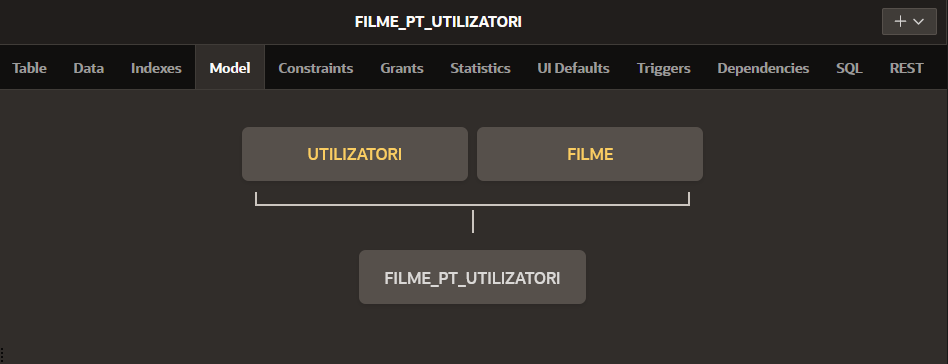 FILME_PT_UTILIZATORI
Table Data Indexes Model Constraints Grants Statistics UI Defaults Triggers Dependencies SQL REST
UTILIZATORI FILME
FILME_PT_UTILIZATORI